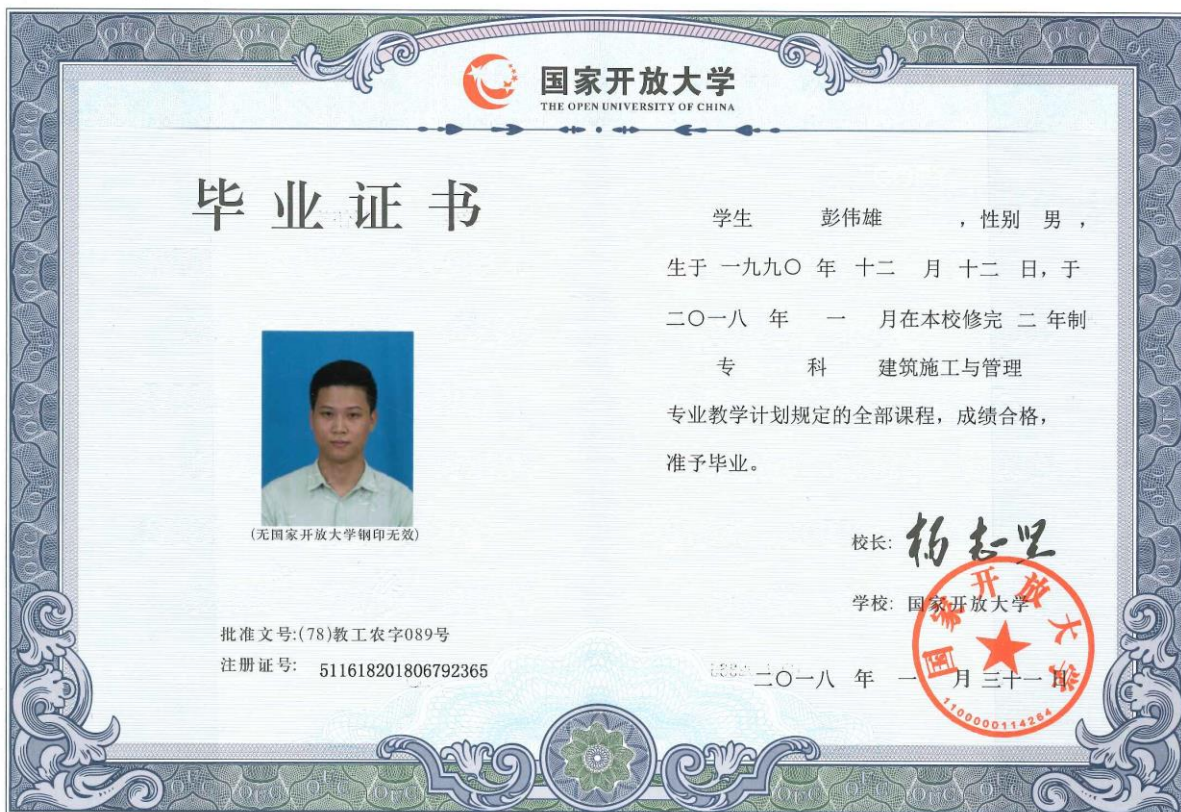 国家开放大学
THE OPEN UNIVERSITY OF CHINA
毕业证书
(无国家开放大学钢印无效)
批准文号:(78)教工农字089号
注册证号: 511618201806792365
学生 彭伟雄 ，性别 男 ，
生于 一九九〇 年 十二 月 十二 日，于
二〇一八 年 一 月在本校修完 二 年制
专 科 建筑施工与管理
专业教学计划规定的全部课程，成绩合格，
准予毕业。
校长: 杨志坚
学校: 国家开放大学
二〇一八 年 一 月 三十一 日
国家开放大学
1100000114264